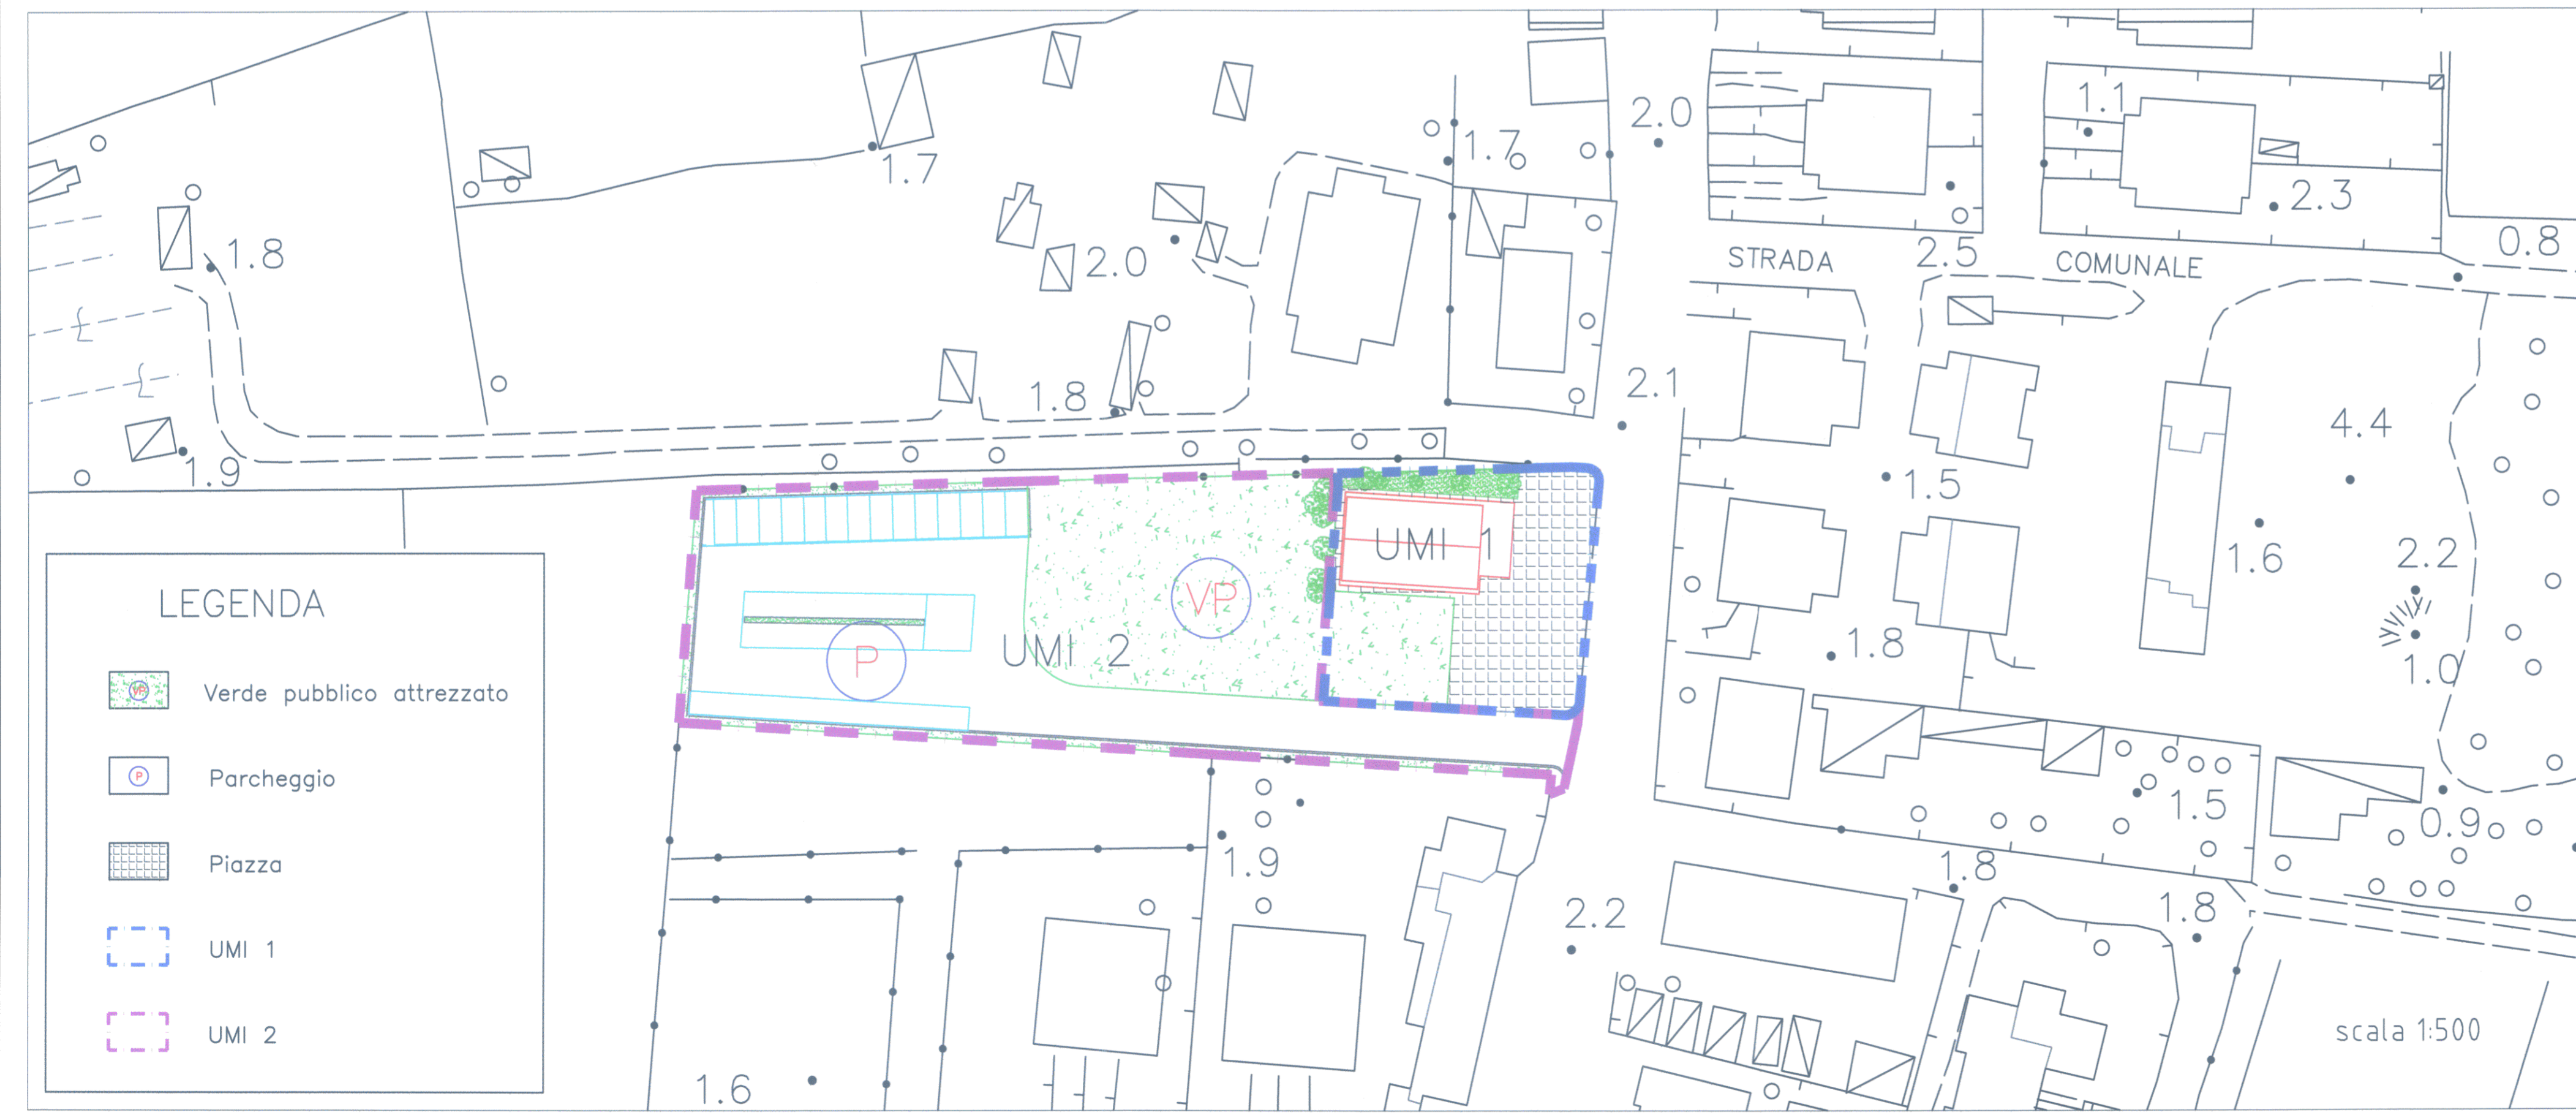 1.1
2.0
1.7
1.7
2.3
STRADA
2.5
COMUNALE
0.8
1.8
2.0
1.8
2.1
4.4
1.9
1.5
UMI 1
1.6
2.2
VP
LEGENDA
UMI 2
P
1.8
1.0
VP
Verde pubblico attrezzato
P
Parcheggio
1.5
0.9
Piazza
1.9
1.8
1.8
2.2
UMI 1
UMI 2
scala 1:500
1.6